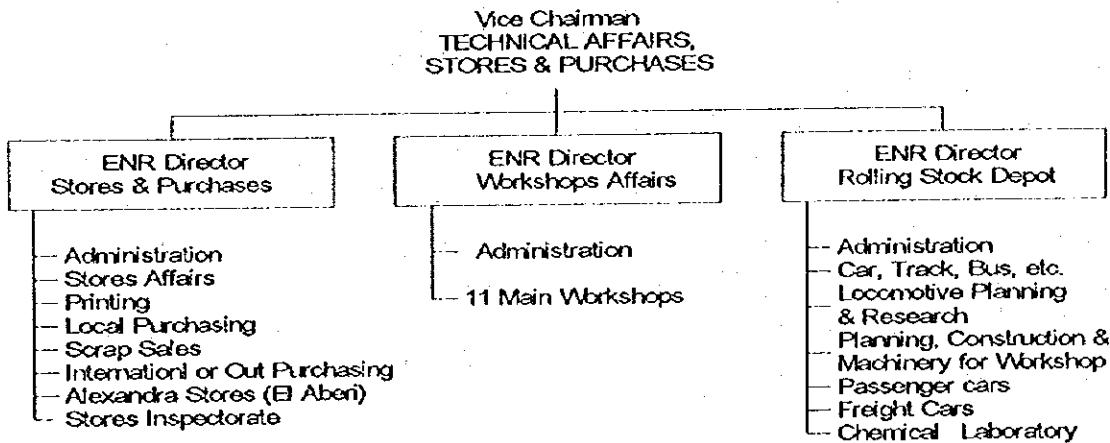 Vice Chairman
TECHNICAL AFFAIRS,
STORES & PURCHASES
ENR Director
Stores & Purchases
Administration
Stores Affairs
Printing
Local Purchasing
Scrap Sales
Internationl or Out Purchasing
Alexandra Stores (El Aberi)
Stores Inspectorate
ENR Director
Workshops Affairs
Administration
11 Main Workshops
ENR Director
Rolling Stock Depot
Administration
Car, Track, Bus, etc.
Locomotive Planning
& Research
Planning, Construction &
Machinery for Workshop
Passenger cars
Freight Cars
Chemical Laboratory